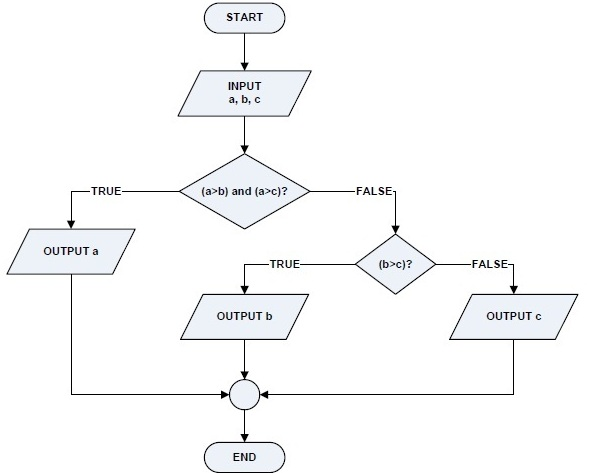 START
INPUT
a, b, c
TRUE
(a>b) and (a>c)?
FALSE
OUTPUT a
TRUE
(b>c)?
FALSE
OUTPUT b
OUTPUT c
END